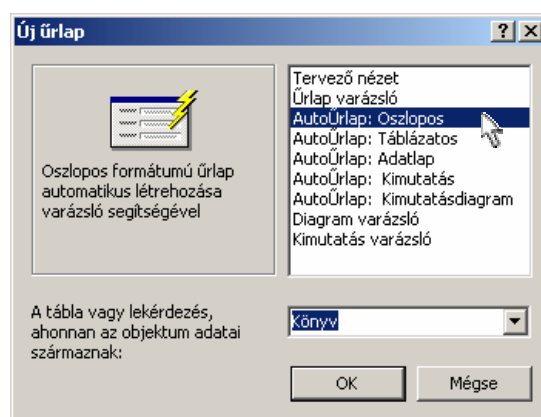 Új űrlap
Tervező nézet
Űrlap varázsló
AutoŰrlap: Oszlopos
AutoŰrlap: Táblázatos
AutoŰrlap: Adatlap
AutoŰrlap: Kimutatás
AutoŰrlap: Kimutatásdiagram
Diagram varázsló
Kimutatás varázsló
Oszlopos formátumú űrlap
automatikus létrehozása
varázsló segítségével
A tábla vagy lekérdezés,
ahonnan az objektum adatai
származnak:
Könyv
OK
Mégse